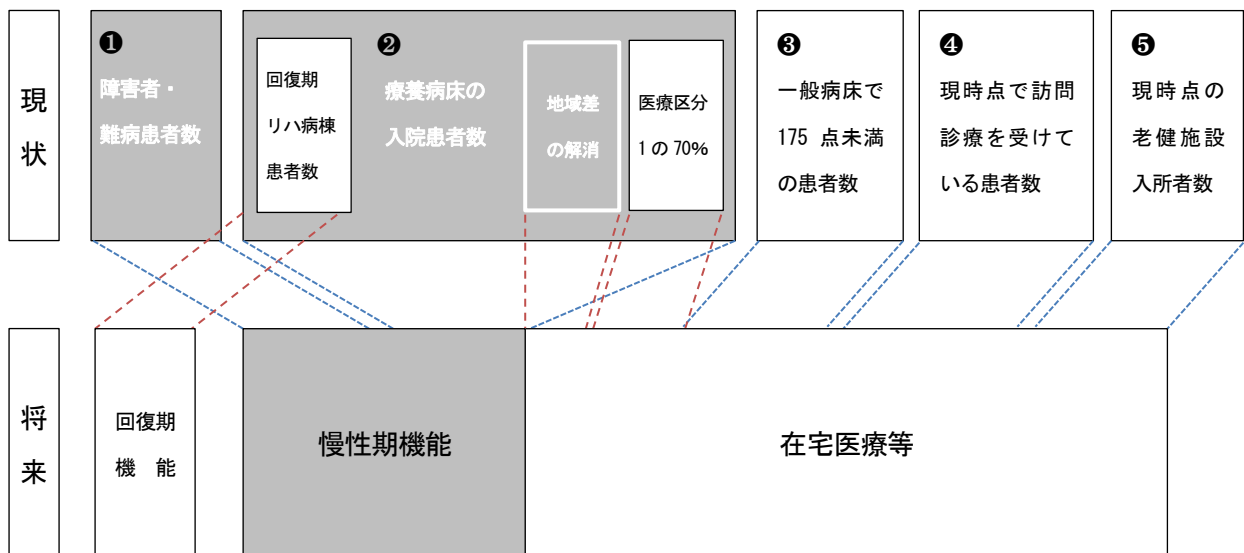 現状
❶
障害者・
難病患者数
回復期
リハ病棟
患者数
❷
療養病床の
入院患者数
地域差
の解消
医療区分
1の70%
❸
一般病床で
175 点未満
の患者数
❹
現時点で訪問
診療を受けて
いる患者数
❺
現時点の
老健施設
入所者数
将来
回復期
機 能
慢性期機能
在宅医療等